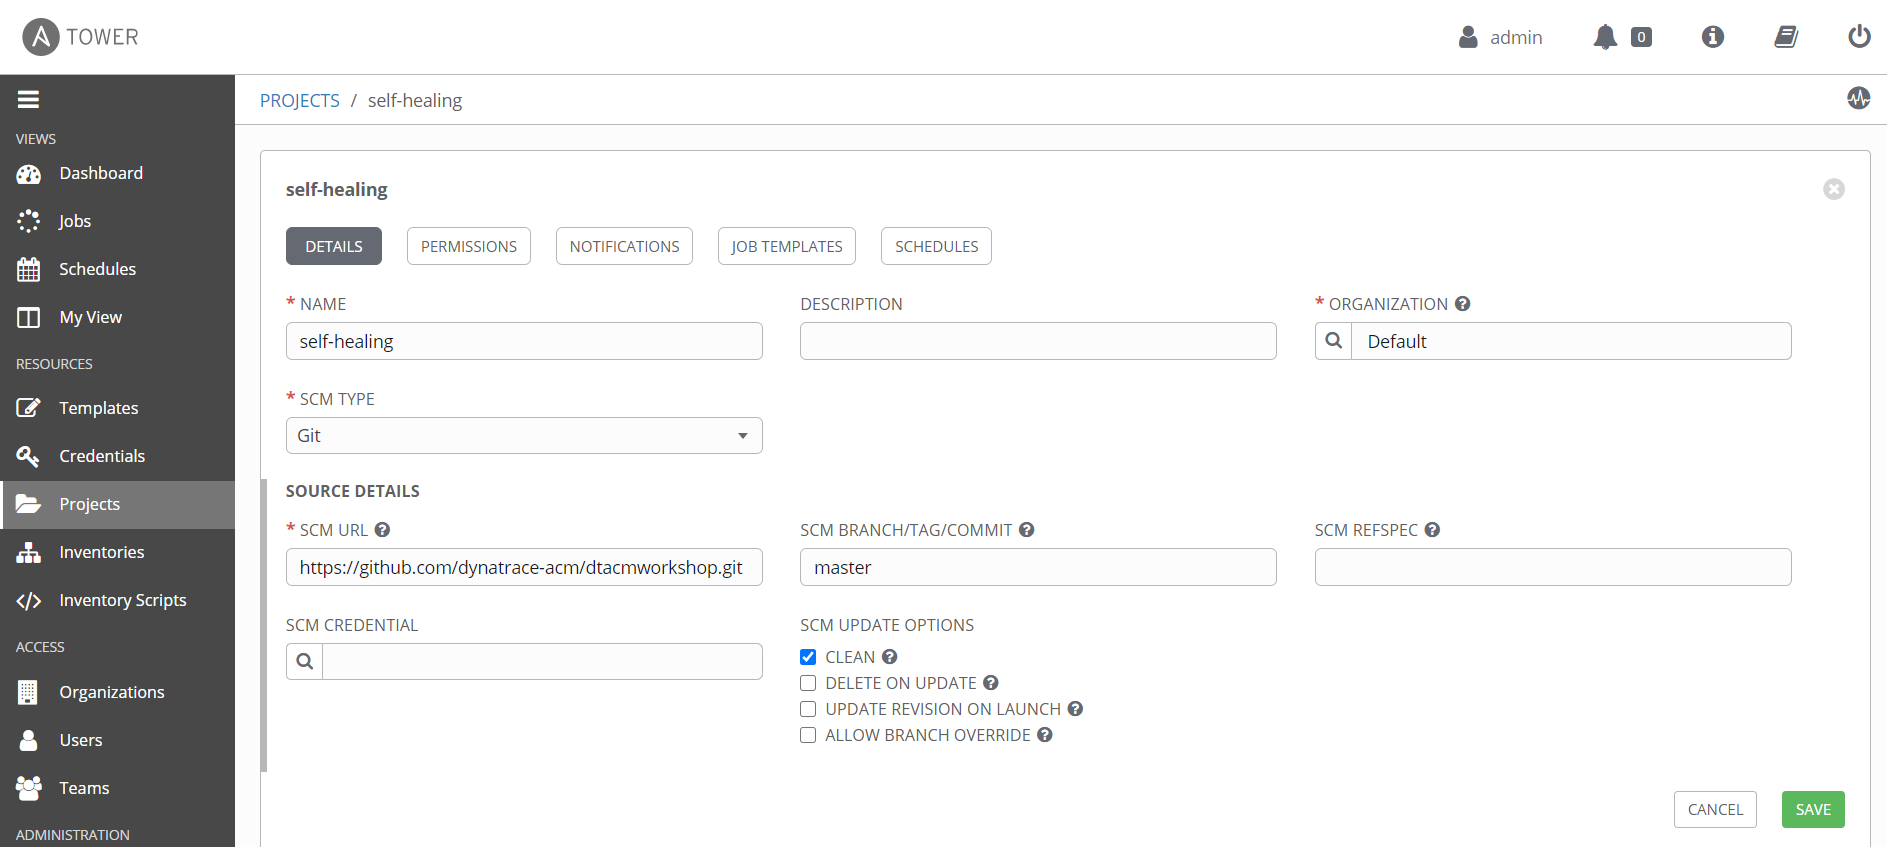 TOWER
admin
0
PROJECTS / self-healing
VIEWS
Dashboard
Jobs
Schedules
My View
RESOURCES
Templates
Credentials
Projects
Inventories
Inventory Scripts
ACCESS
Organizations
Users
Teams
ADMINISTRATION
self-healing
DETAILS PERMISSIONS NOTIFICATIONS JOB TEMPLATES SCHEDULES
* NAME DESCRIPTION * ORGANIZATION
self-healing Default
* SCM TYPE
Git
SOURCE DETAILS
* SCM URL SCM BRANCH/TAG/COMMIT SCM REFSPEC
https://github.com/dynatrace-acm/dtacmworkshop.git master
SCM CREDENTIAL SCM UPDATE OPTIONS
CLEAN
DELETE ON UPDATE
UPDATE REVISION ON LAUNCH
ALLOW BRANCH OVERRIDE
CANCEL SAVE